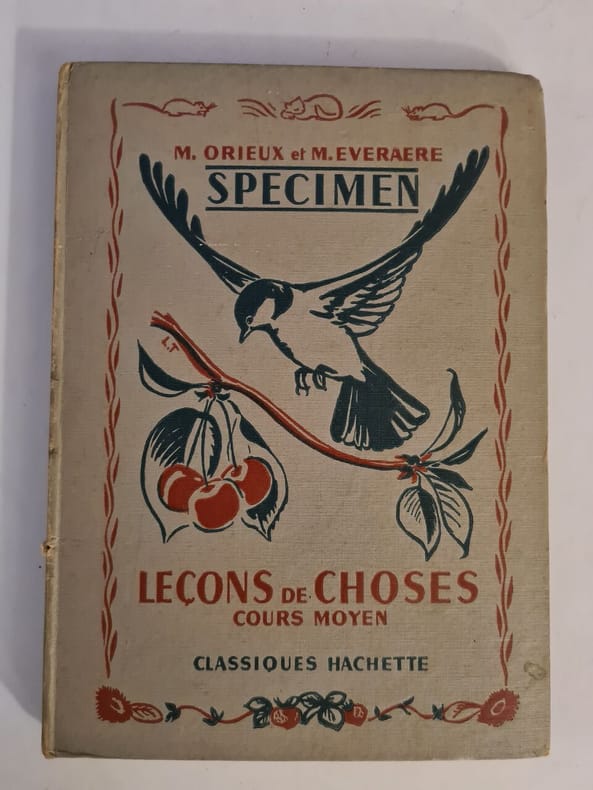 M. ORIEUX et M. EVERAERE
SPECIMEN
L.T
LEÇONS DE CHOSES
COURS MOYEN
CLASSIQUES HACHETTE